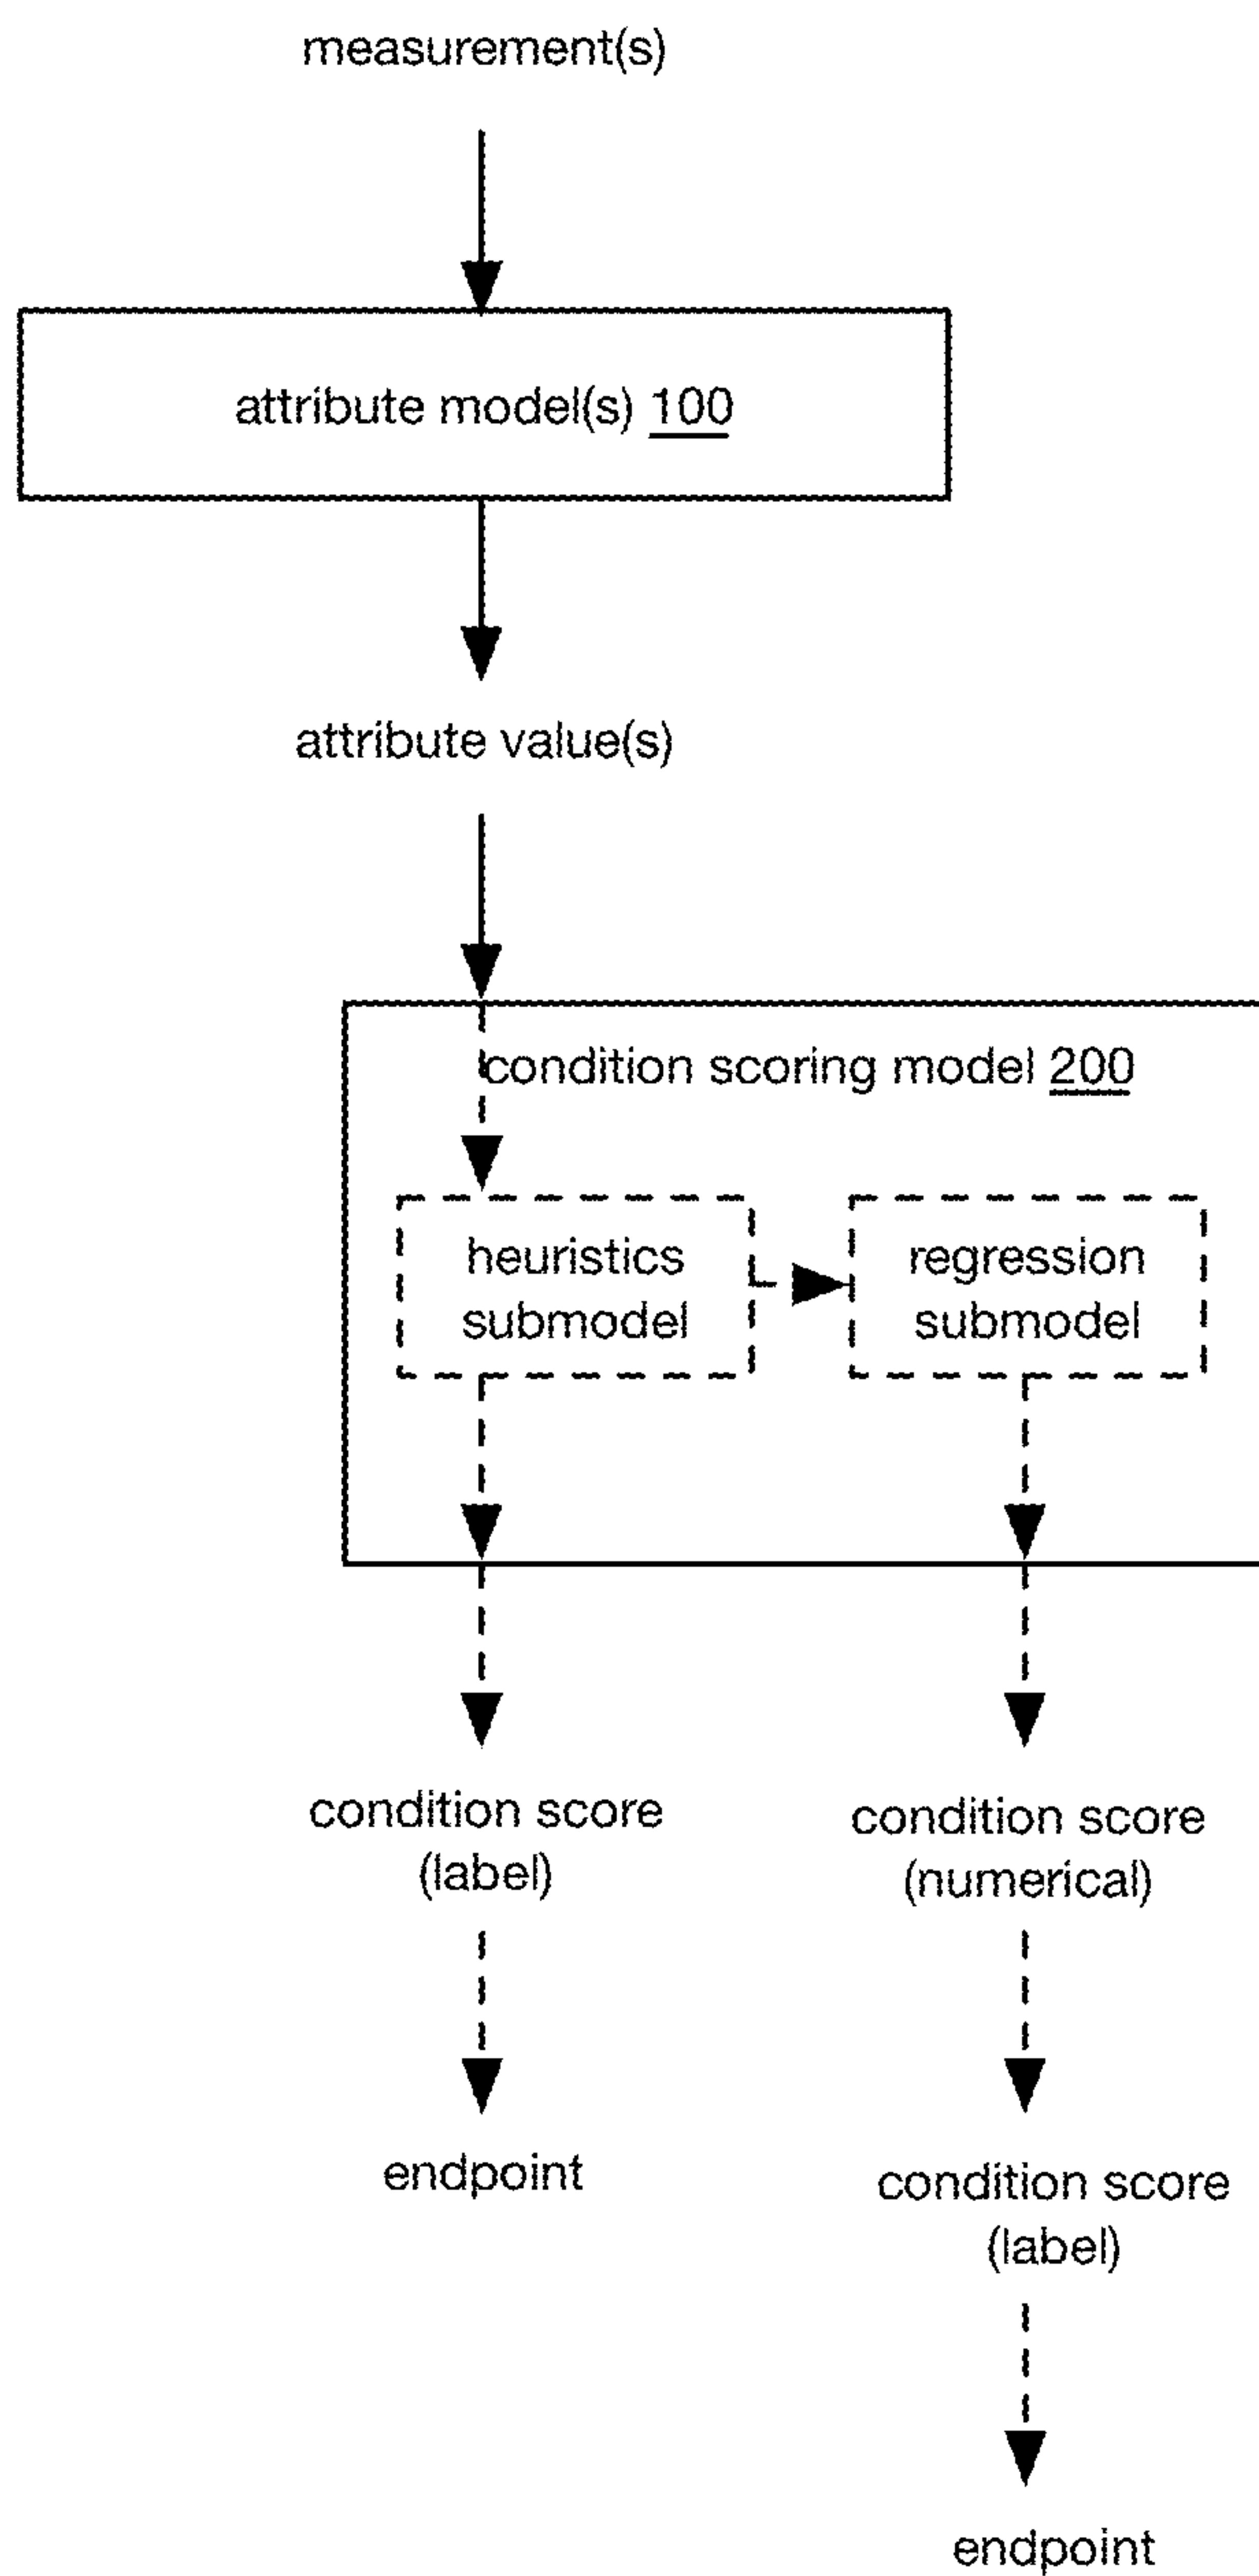 measurement(s)
attribute model(s) 100
attribute value(s)
condition scoring model 200
heuristics
submodel
regression
submodel
condition score
(label)
condition score
(numerical)
endpoint
condition score
(label)
endpoint